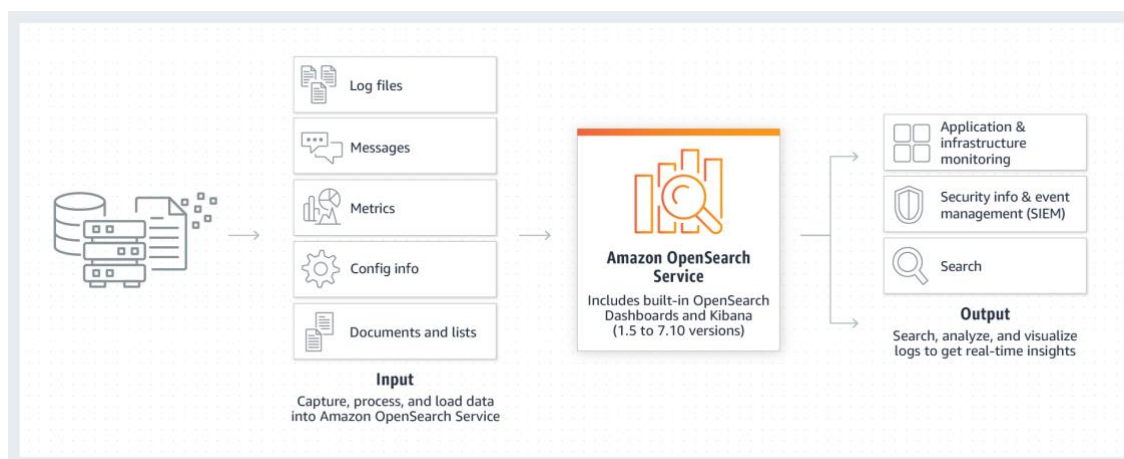 Log files
Messages
Metrics
Config info
Documents and lists
Input
Capture, process, and load data
into Amazon OpenSearch Service
Amazon OpenSearch
Service
Includes built-in OpenSearch
Dashboards and Kibana
(1.5 to 7.10 versions)
Application &
infrastructure
monitoring
Security info & event
management (SIEM)
Search
Output
Search, analyze, and visualize
logs to get real-time insights